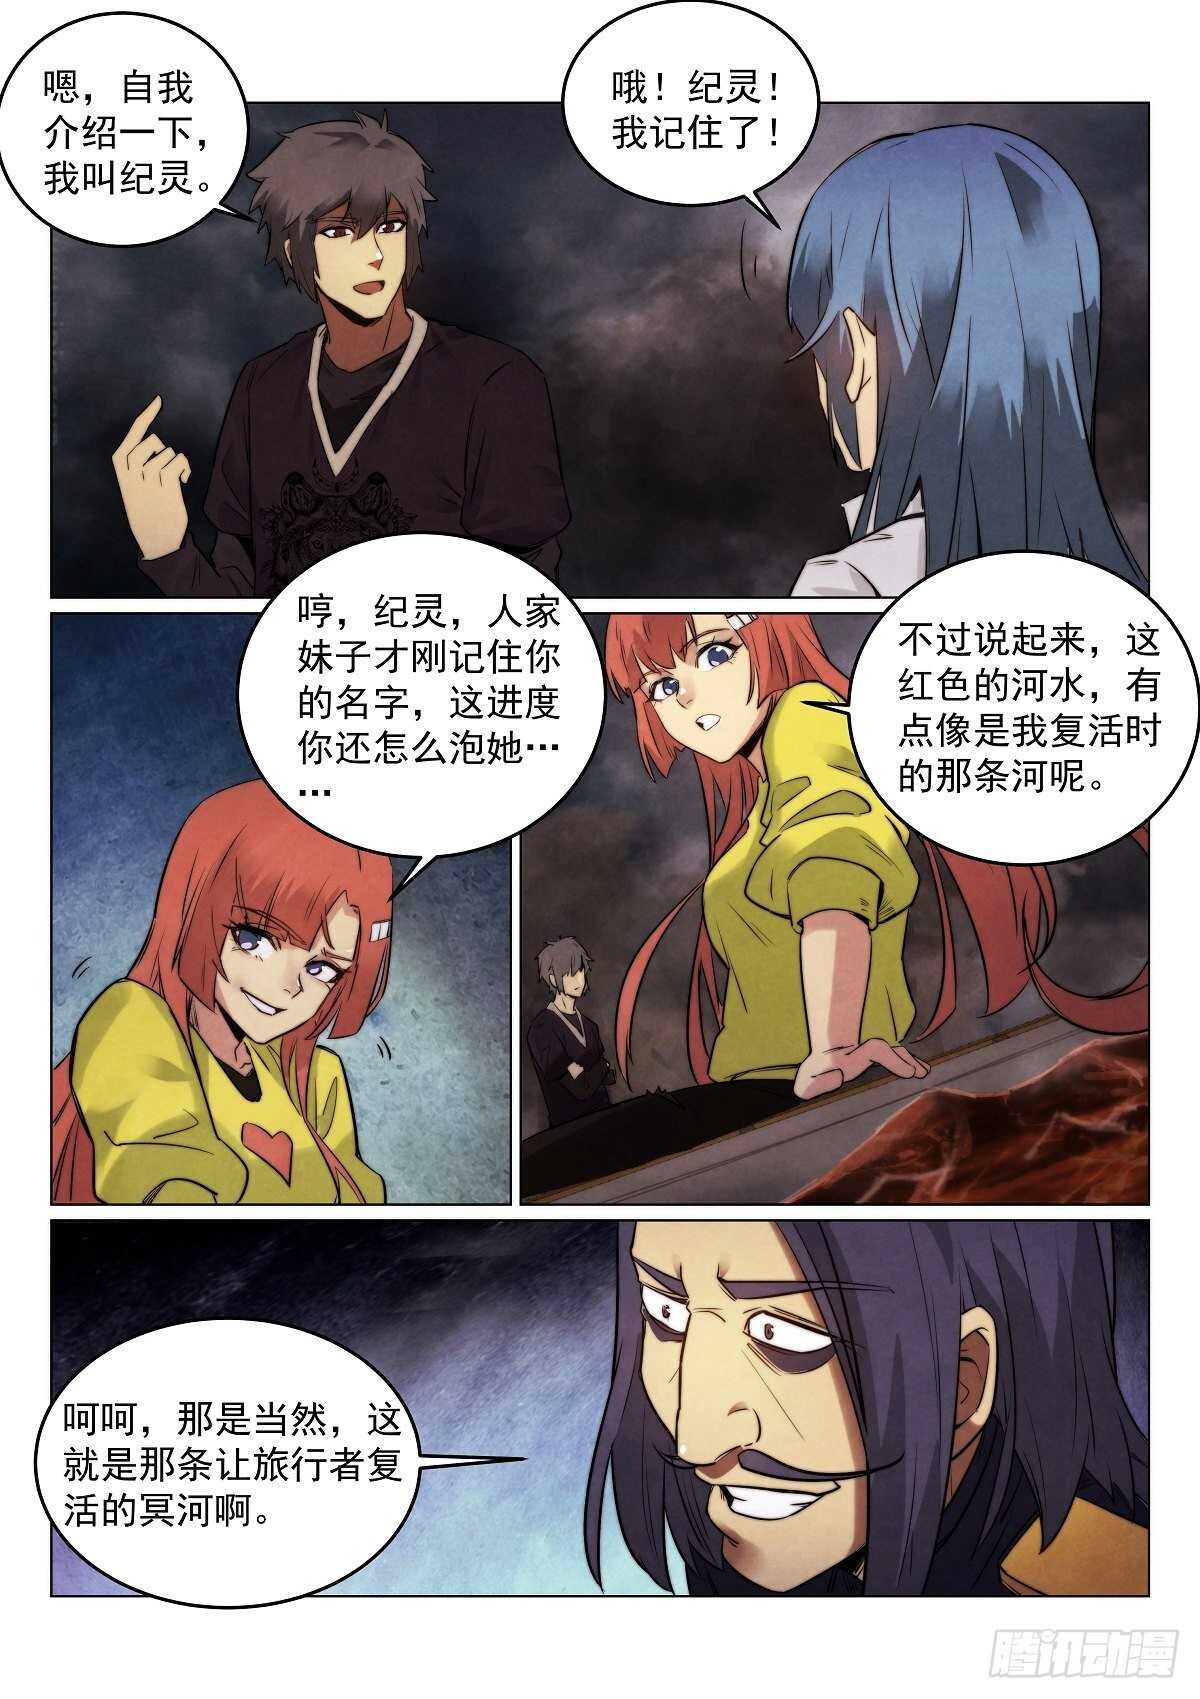 嗯，自我
介绍一下，
我叫纪灵。
哦！纪灵！
我记住了！
哼，纪灵，人家
妹子才刚记住你
的名字，这进度
你还怎么泡她…
…
不过说起来，这
红色的河水，有
点像是我复活时
的那条河呢。
呵呵，那是当然，这
就是那条让旅行者复
活的冥河啊。
腾讯动漫